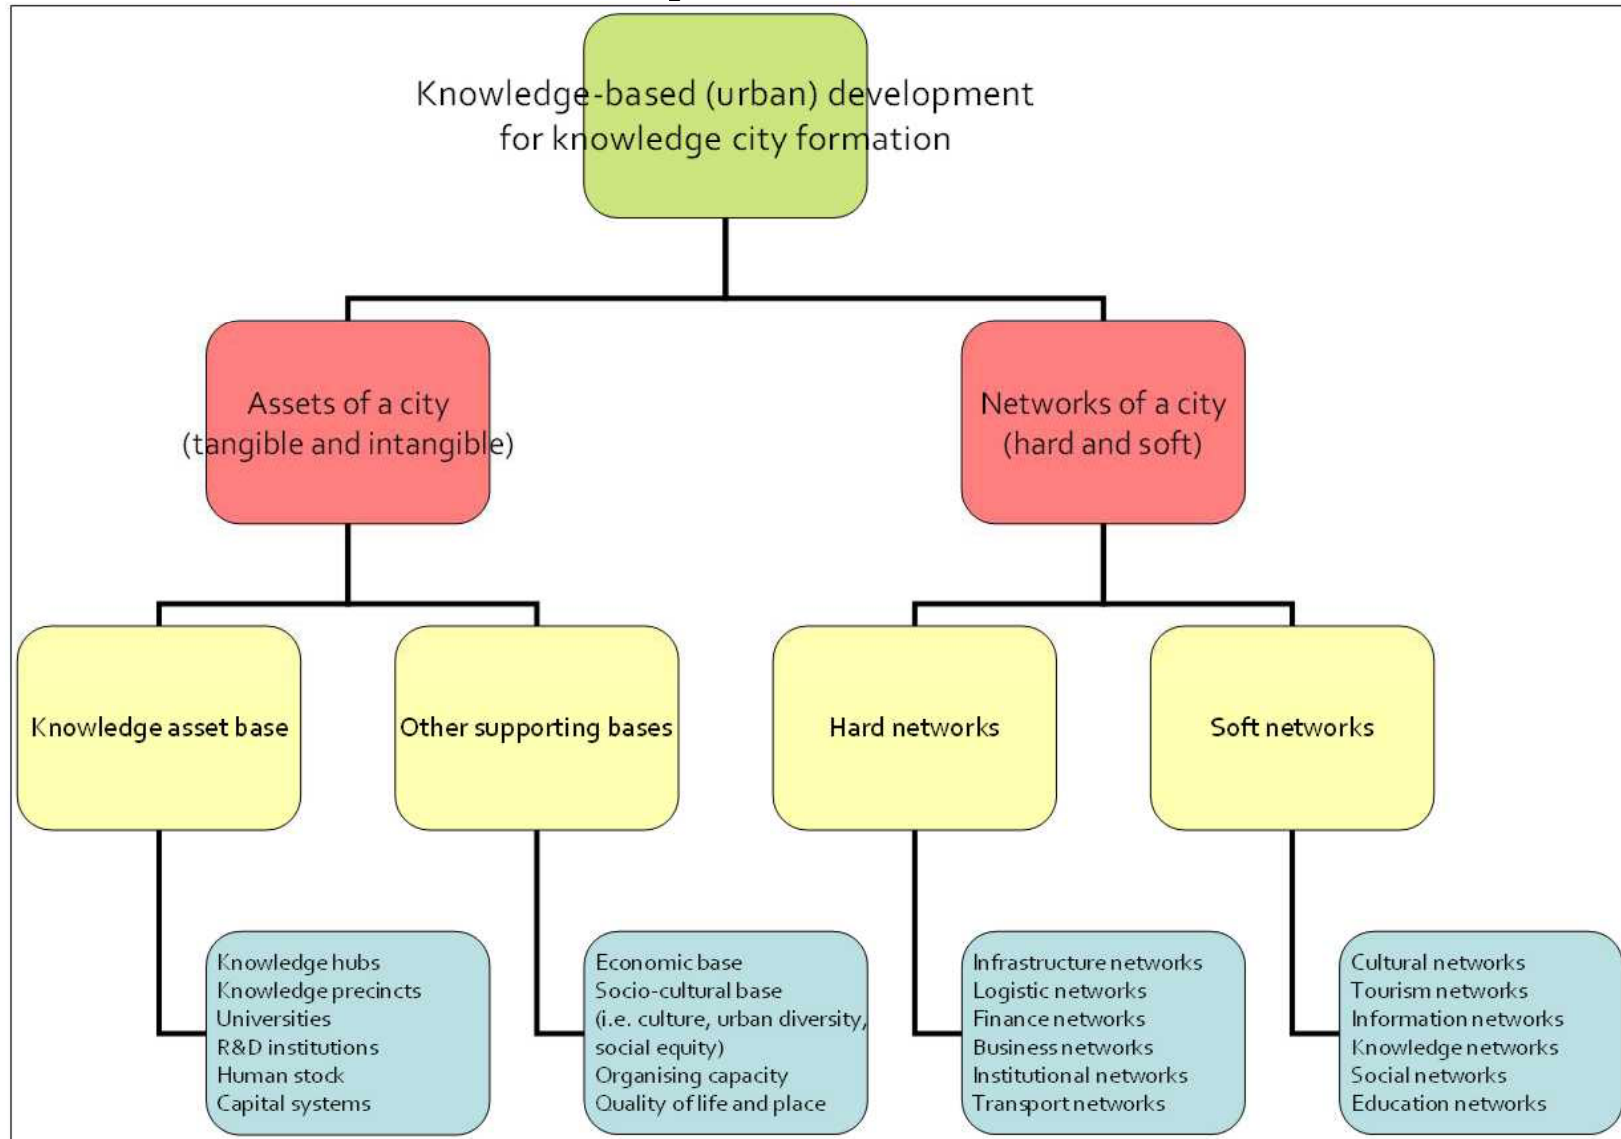 Knowledge-based (urban) development
for knowledge city formation
Assets of a city
(tangible and intangible)
Networks of a city
(hard and soft)
Knowledge asset base
Other supporting bases
Hard networks
Soft networks
Knowledge hubs
Knowledge precincts
Universities
R&D institutions
Human stock
Capital systems
Economic base
Socio-cultural base
(i.e. culture, urban diversity,
social equity)
Organising capacity
Quality of life and place
Infrastructure networks
Logistic networks
Finance networks
Business networks
Institutional networks
Transport networks
Cultural networks
Tourism networks
Information networks
Knowledge networks
Social networks
Education networks